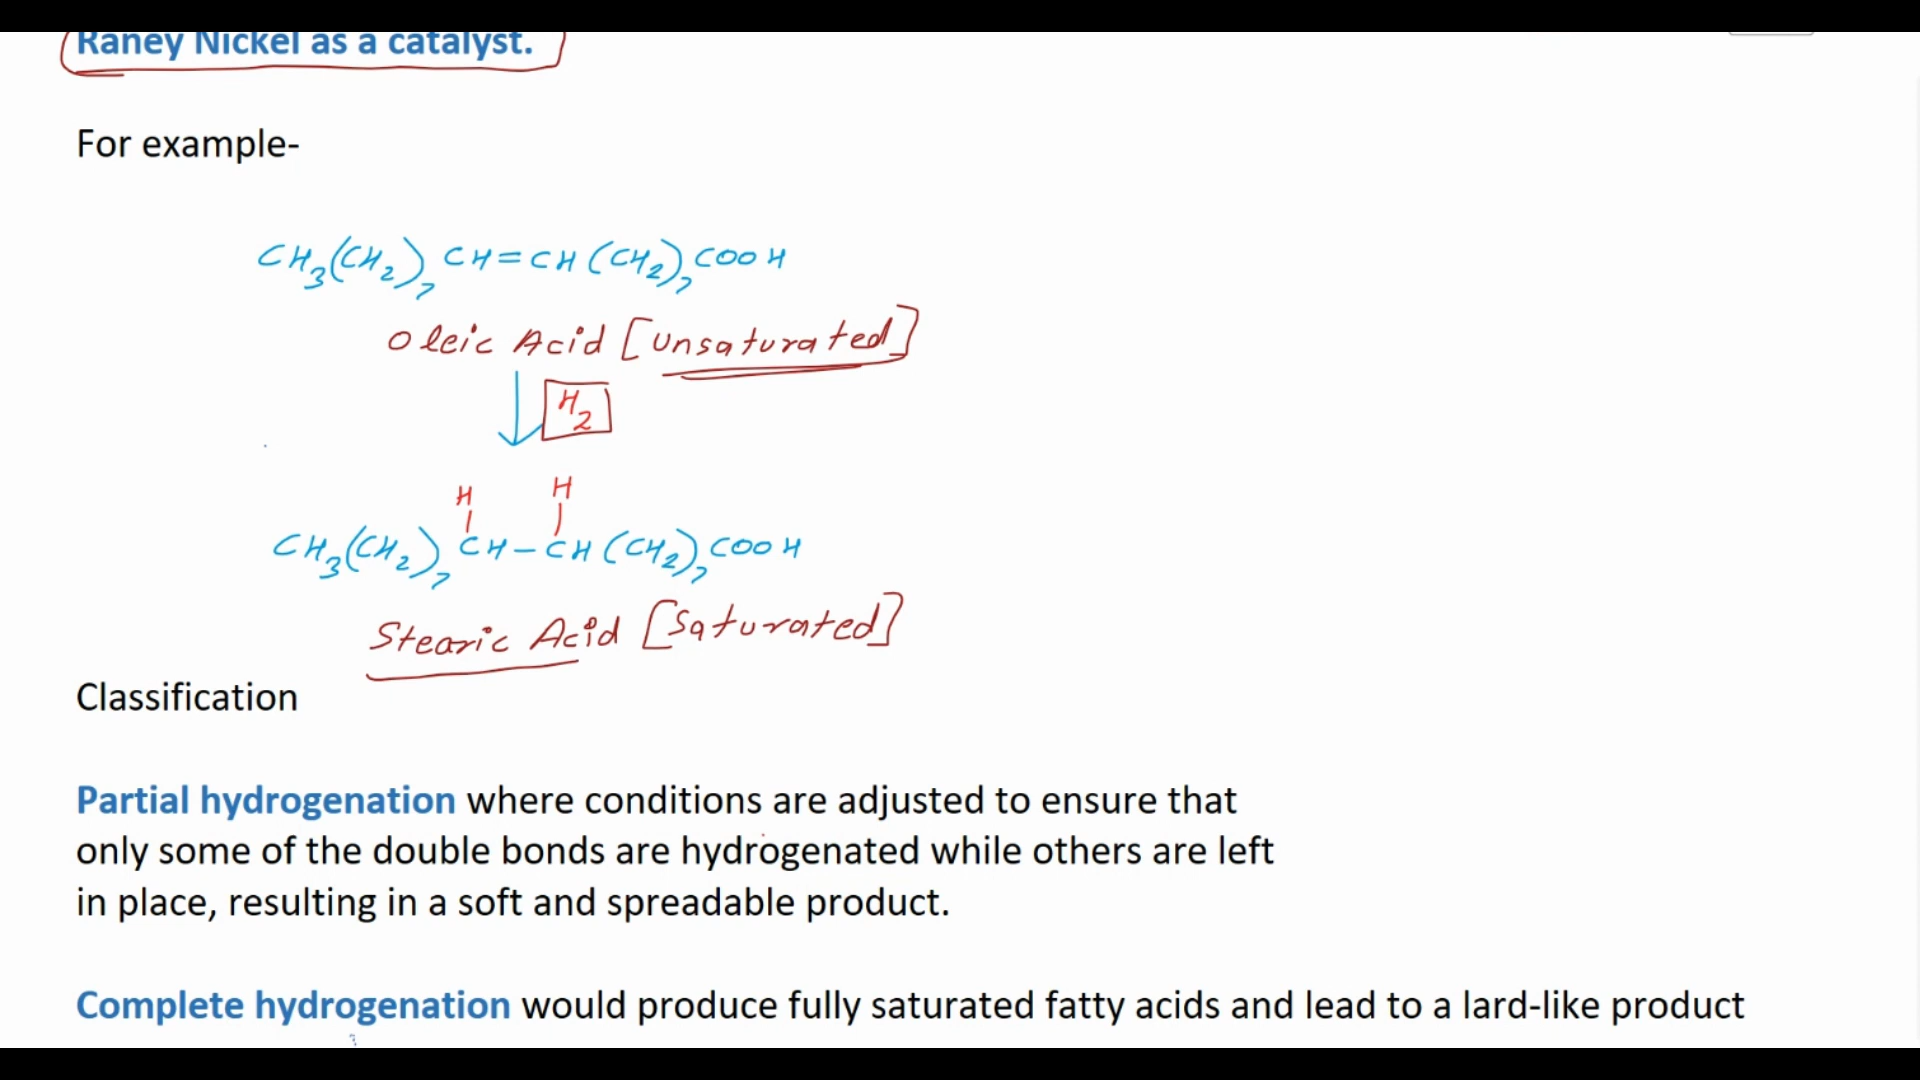 Raney Nickel as a catalyst.
For example-
CH₃(CH₂)₇CH=CH(CH₂)₇COOH
Oleic Acid [Unsaturated]
H₂
H H
CH₃(CH₂)₇CH–CH(CH₂)₇COOH
Stearic Acid [Saturated]
Classification
Partial hydrogenation where conditions are adjusted to ensure that
only some of the double bonds are hydrogenated while others are left
in place, resulting in a soft and spreadable product.
Complete hydrogenation would produce fully saturated fatty acids and lead to a lard-like product